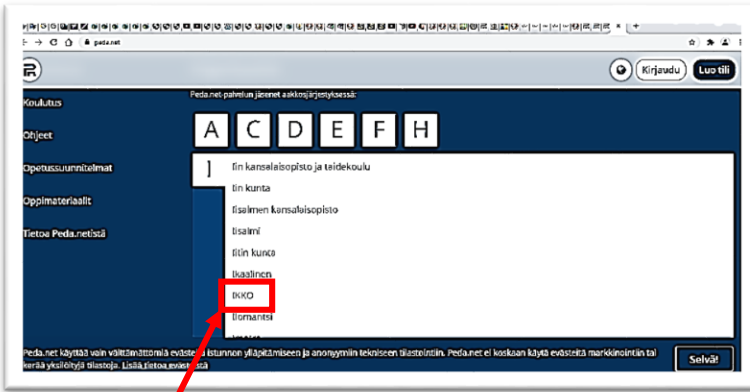 peda.net
Kirjaudu
Luo tili
Koulutus
Ohjeet
Opetussuunnitelmat
Oppimateriaalit
Tietoa Peda.netistä
Peda.net-palvelun jäsenet aakkosjärjestyksessä:
A C D E F H
I
Iin kansalaisopisto ja taidekoulu
Iin kunta
Iisalmen kansalaisopisto
Iisalmi
Iitin kunta
Ikaalinen
IKKO
Ilomantsi
Peda.net käyttää vain välttämättömiä evästeitä istunnon ylläpitämiseen ja anonyymiin tekniseen tilastointiin. Peda.net ei koskaan käytä evästeitä markkinointiin tai
kerää yksilöityjä tilastoja. Lisää tietoa evästeistä
Selvä!